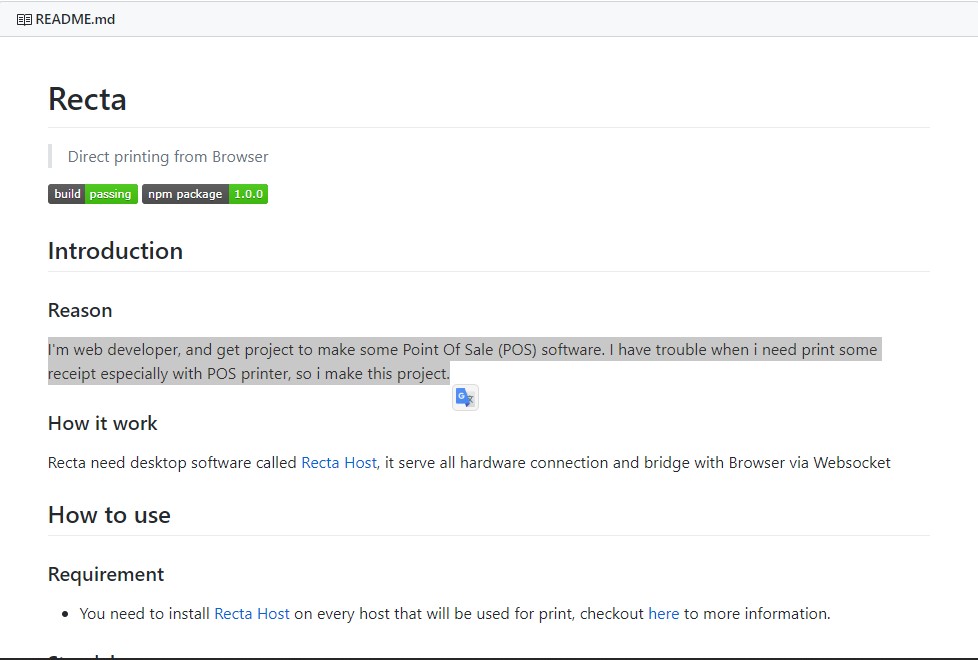 README.md
Recta
Direct printing from Browser
build passing npm package 1.0.0
Introduction
Reason
I'm web developer, and get project to make some Point Of Sale (POS) software. I have trouble when i need print some
receipt especially with POS printer, so i make this project.
How it work
Recta need desktop software called Recta Host, it serve all hardware connection and bridge with Browser via Websocket
How to use
Requirement
• You need to install Recta Host on every host that will be used for print, checkout here to more information.